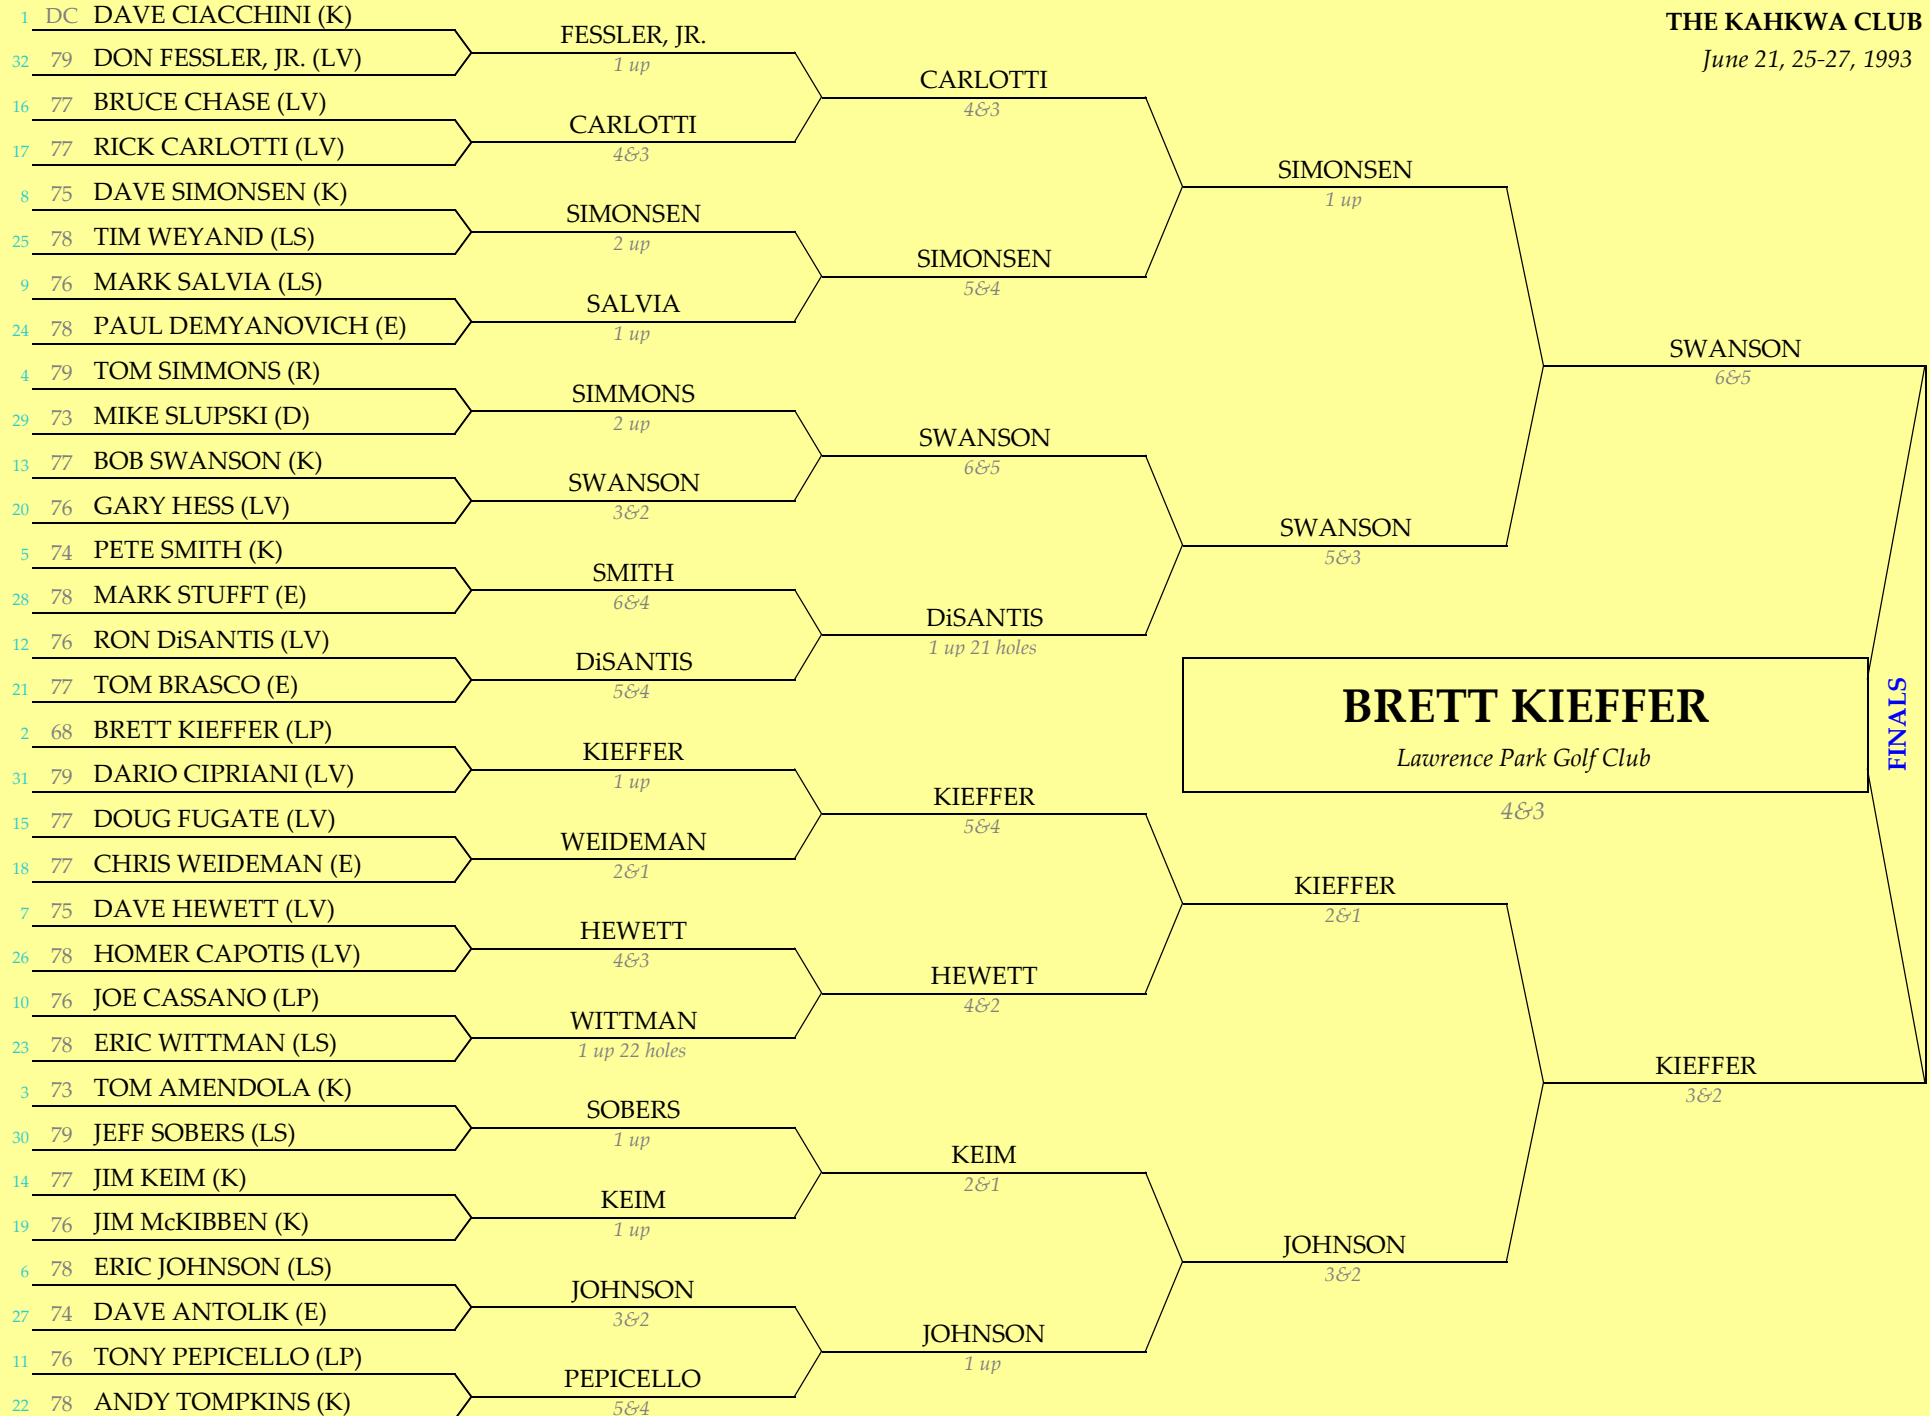 THE KAHKWA CLUB
June 21, 25-27, 1993
1 DC DAVE CIACCHINI (K)
32 79 DON FESSLER, JR. (LV)
16 77 BRUCE CHASE (LV)
17 77 RICK CARLOTTI (LV)
8 75 DAVE SIMONSEN (K)
25 78 TIM WEYAND (LS)
9 76 MARK SALVIA (LS)
24 78 PAUL DEMYANOVICH (E)
4 79 TOM SIMMONS (R)
29 73 MIKE SLUPSKI (D)
13 77 BOB SWANSON (K)
20 76 GARY HESS (LV)
5 74 PETE SMITH (K)
28 78 MARK STUFFT (E)
12 76 RON DiSANTIS (LV)
21 77 TOM BRASCO (E)
2 68 BRETT KIEFFER (LP)
31 79 DARIO CIPRIANI (LV)
15 77 DOUG FUGATE (LV)
18 77 CHRIS WEIDEMAN (E)
7 75 DAVE HEWETT (LV)
26 78 HOMER CAPOTIS (LV)
10 76 JOE CASSANO (LP)
23 78 ERIC WITTMAN (LS)
3 73 TOM AMENDOLA (K)
30 79 JEFF SOBERS (LS)
14 77 JIM KEIM (K)
19 76 JIM McKIBBEN (K)
6 78 ERIC JOHNSON (LS)
27 74 DAVE ANTOLIK (E)
11 76 TONY PEPICELLO (LP)
22 78 ANDY TOMPKINS (K)
FESSLER, JR.
1 up
CARLOTTI
4&3
SIMONSEN
2 up
SALVIA
1 up
SIMMONS
2 up
SWANSON
3&2
SMITH
6&4
DiSANTIS
5&4
KIEFFER
1 up
WEIDEMAN
2&1
HEWETT
4&3
WITTMAN
1 up 22 holes
SOBERS
1 up
KEIM
1 up
JOHNSON
3&2
PEPICELLO
5&4
CARLOTTI
4&3
SIMONSEN
5&4
SWANSON
6&5
DiSANTIS
1 up 21 holes
KIEFFER
5&4
HEWETT
4&2
KEIM
2&1
JOHNSON
1 up
SIMONSEN
1 up
SWANSON
5&3
KIEFFER
2&1
JOHNSON
3&2
SWANSON
6&5
KIEFFER
3&2
FINALS
BRETT KIEFFER
Lawrence Park Golf Club
4&3